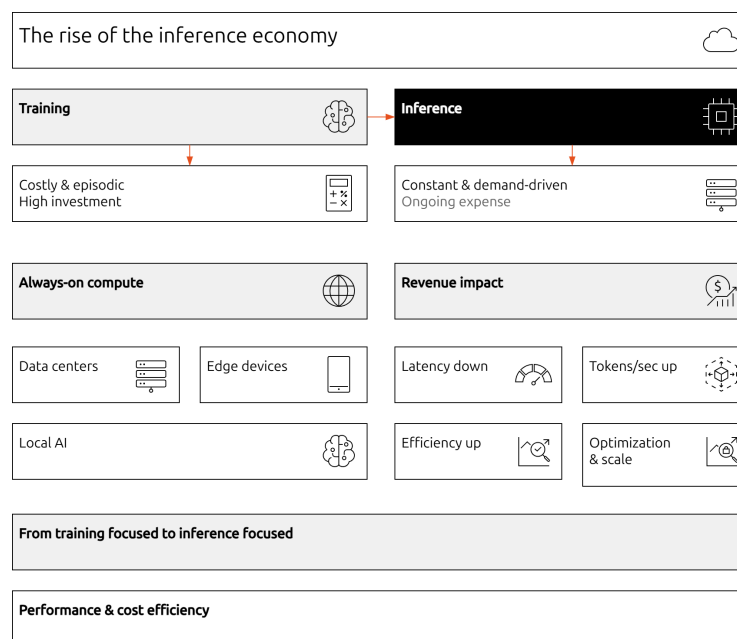 The rise of the inference economy
Training
Inference
Costly & episodic
High investment
Constant & demand-driven
Ongoing expense
Always-on compute
Revenue impact
Data centers
Edge devices
Latency down
Tokens/sec up
Local AI
Efficiency up
Optimization
& scale
From training focused to inference focused
Performance & cost efficiency